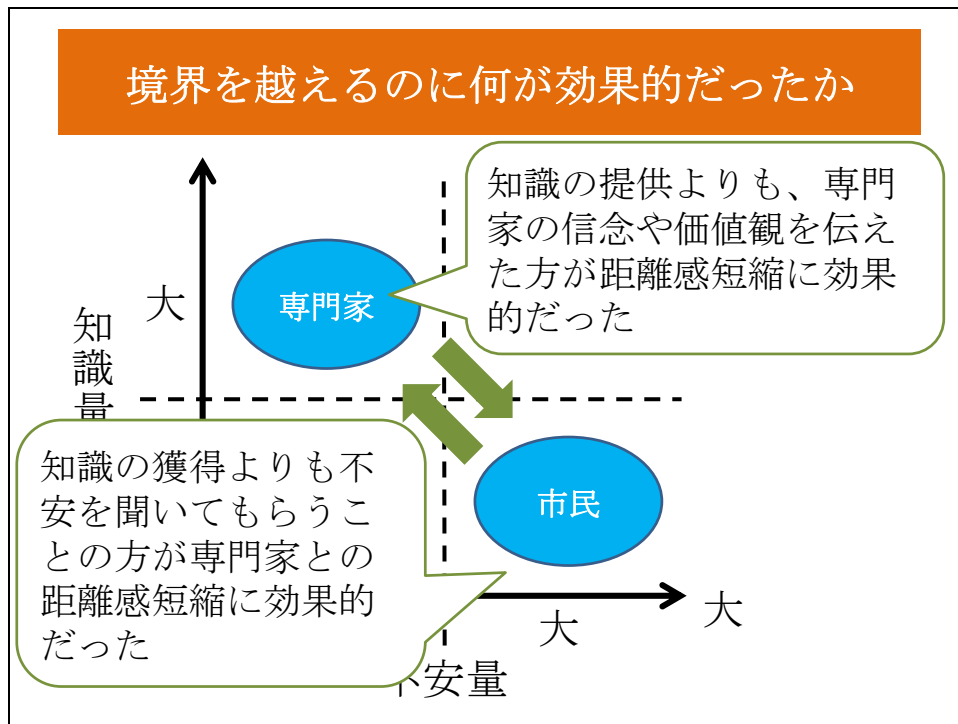 境界を越えるのに何が効果的だったか
知識の提供よりも、専門
家の信念や価値観を伝え
た方が距離感短縮に効果
的だった
大
専門家
知識量
知識の獲得よりも不
安を聞いてもらうこ
との方が専門家との
距離感短縮に効果的
だった
市民
大
大
不安量